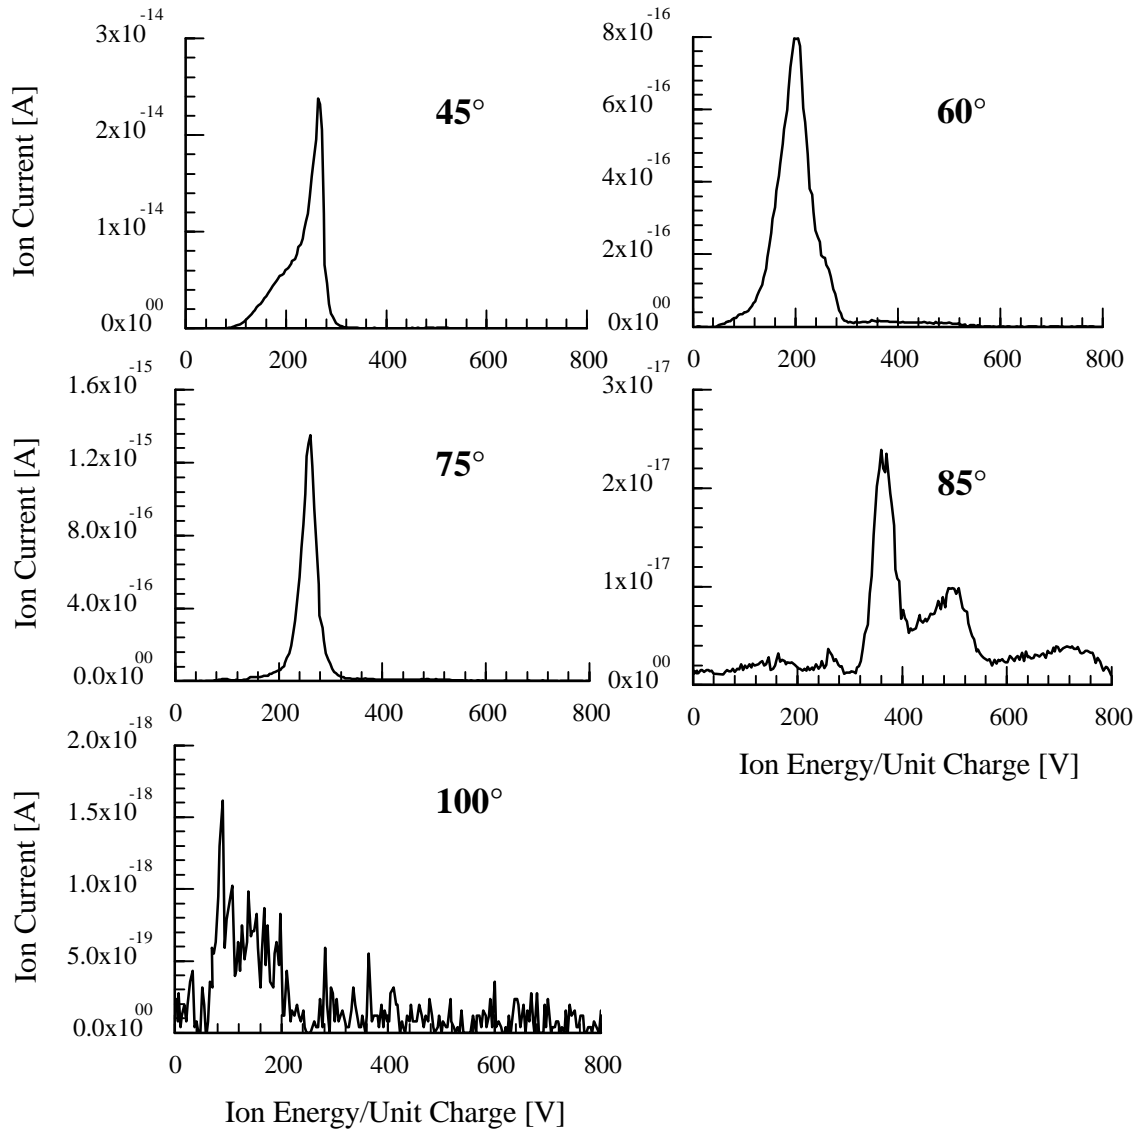 Ion Current [A]
3x10^-14
2x10^-14
1x10^-14
0x10^00
45°
0 200 400 600 800
8x10^-16
6x10^-16
4x10^-16
2x10^-16
0x10^00
60°
0 200 400 600 800
Ion Current [A]
1.6x10^-15
1.2x10^-15
8.0x10^-16
4.0x10^-16
0.0x10^00
75°
0 200 400 600 800
3x10^-17
2x10^-17
1x10^-17
0x10^00
85°
0 200 400 600 800
Ion Energy/Unit Charge [V]
Ion Current [A]
2.0x10^-18
1.5x10^-18
1.0x10^-18
5.0x10^-19
0.0x10^00
100°
0 200 400 600 800
Ion Energy/Unit Charge [V]